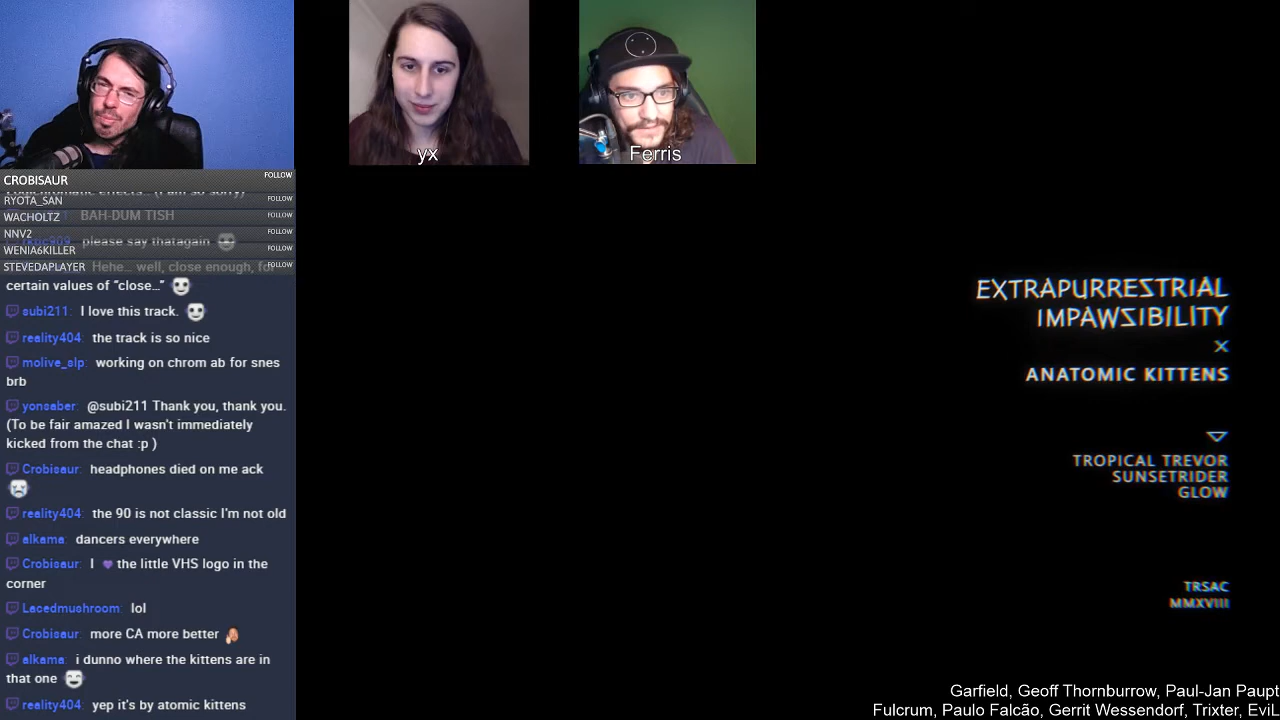 yx
Ferris
CROBISAUR FOLLOW
RYOTA_SAN FOLLOW
BAH-DUM TISH
WACHOLTZ FOLLOW
NNV2 FOLLOW
please say thatagain
WENIA6KILLER FOLLOW
STEVEDAPLAYER FOLLOW
Hehe... well, close enough, for
certain values of “close...”
subi211: I love this track.
reality404: the track is so nice
molive_slp: working on chrom ab for snes
brb
yonsaber: @subi211 Thank you, thank you.
(To be fair amazed I wasn't immediately
kicked from the chat :p )
Crobisaur: headphones died on me ack
reality404: the 90 is not classic I'm not old
alkama: dancers everywhere
Crobisaur: I the little VHS logo in the
corner
Lacedmushroom: lol
Crobisaur: more CA more better
alkama: i dunno where the kittens are in
that one
reality404: yep it's by atomic kittens
EXTRAPURRESTRIAL
IMPAWSIBILITY
X
ANATOMIC KITTENS
TROPICAL TREVOR
SUNSETRIDER
GLOW
TRSAC
MMXVIII
Garfield, Geoff Thornburrow, Paul-Jan Paupt
Fulcrum, Paulo Falcão, Gerrit Wessendorf, Trixter, EviL